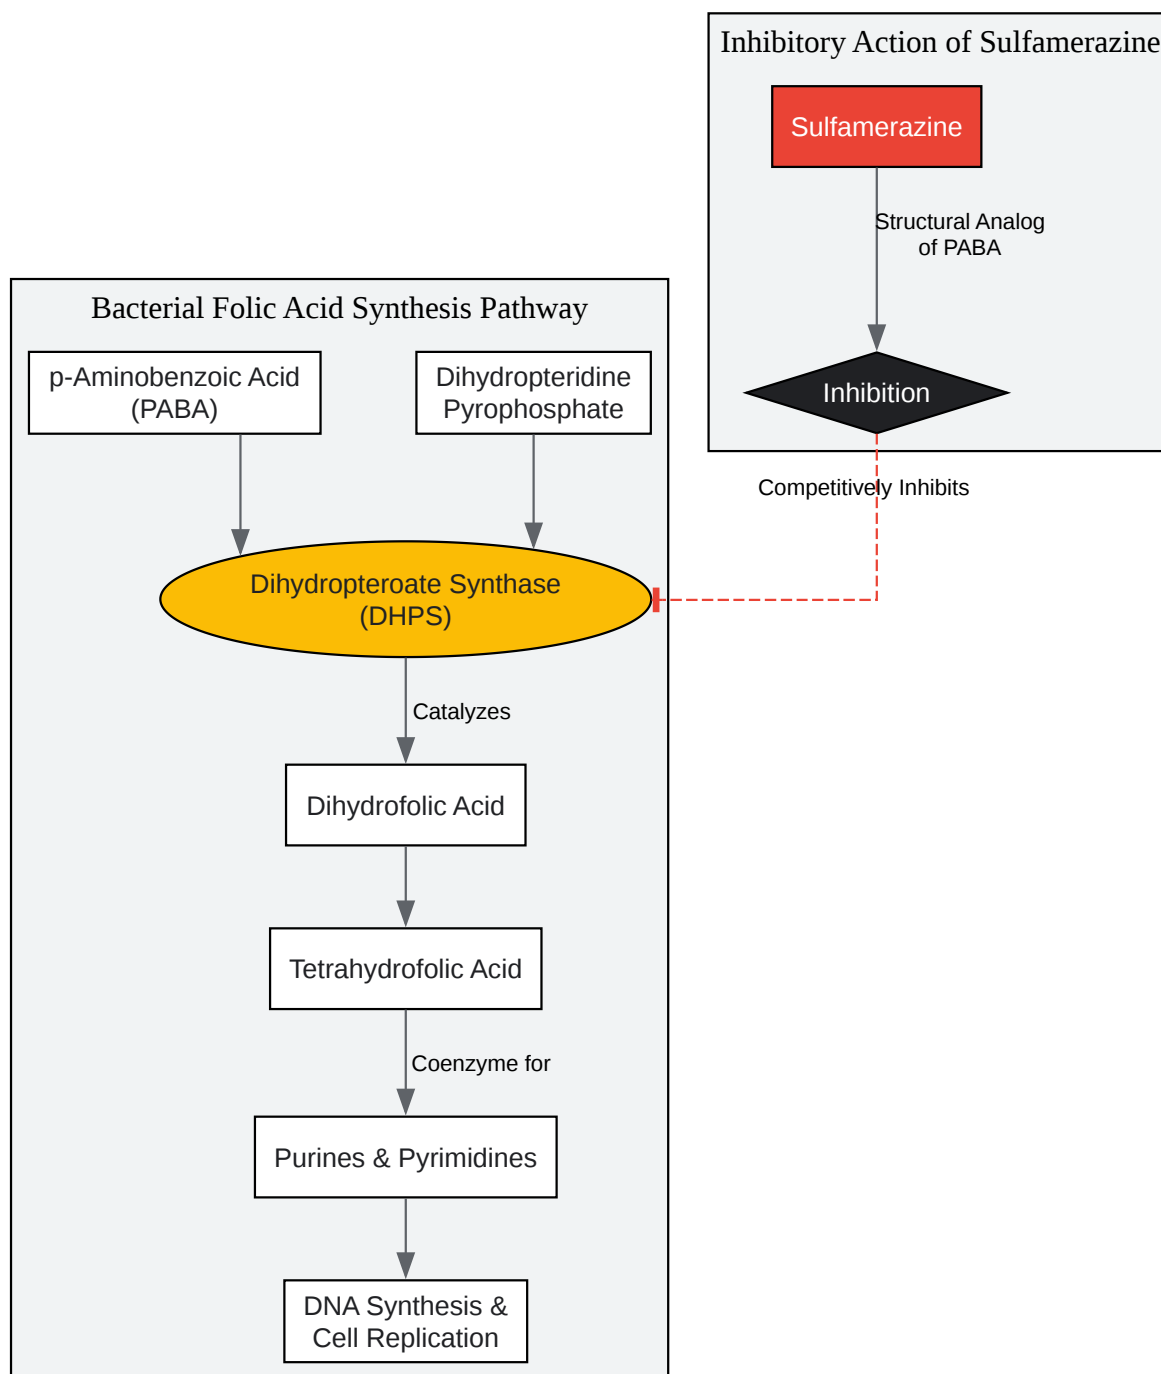 Inhibitory Action of Sulfamerazine
Sulfamerazine
Structural Analog
of PABA
Inhibition
Competitively Inhibits
Bacterial Folic Acid Synthesis Pathway
p-Aminobenzoic Acid
(PABA)
Dihydropteridine
Pyrophosphate
Dihydropteroate Synthase
(DHPS)
Catalyzes
Dihydrofolic Acid
Tetrahydrofolic Acid
Coenzyme for
Purines & Pyrimidines
DNA Synthesis &
Cell Replication